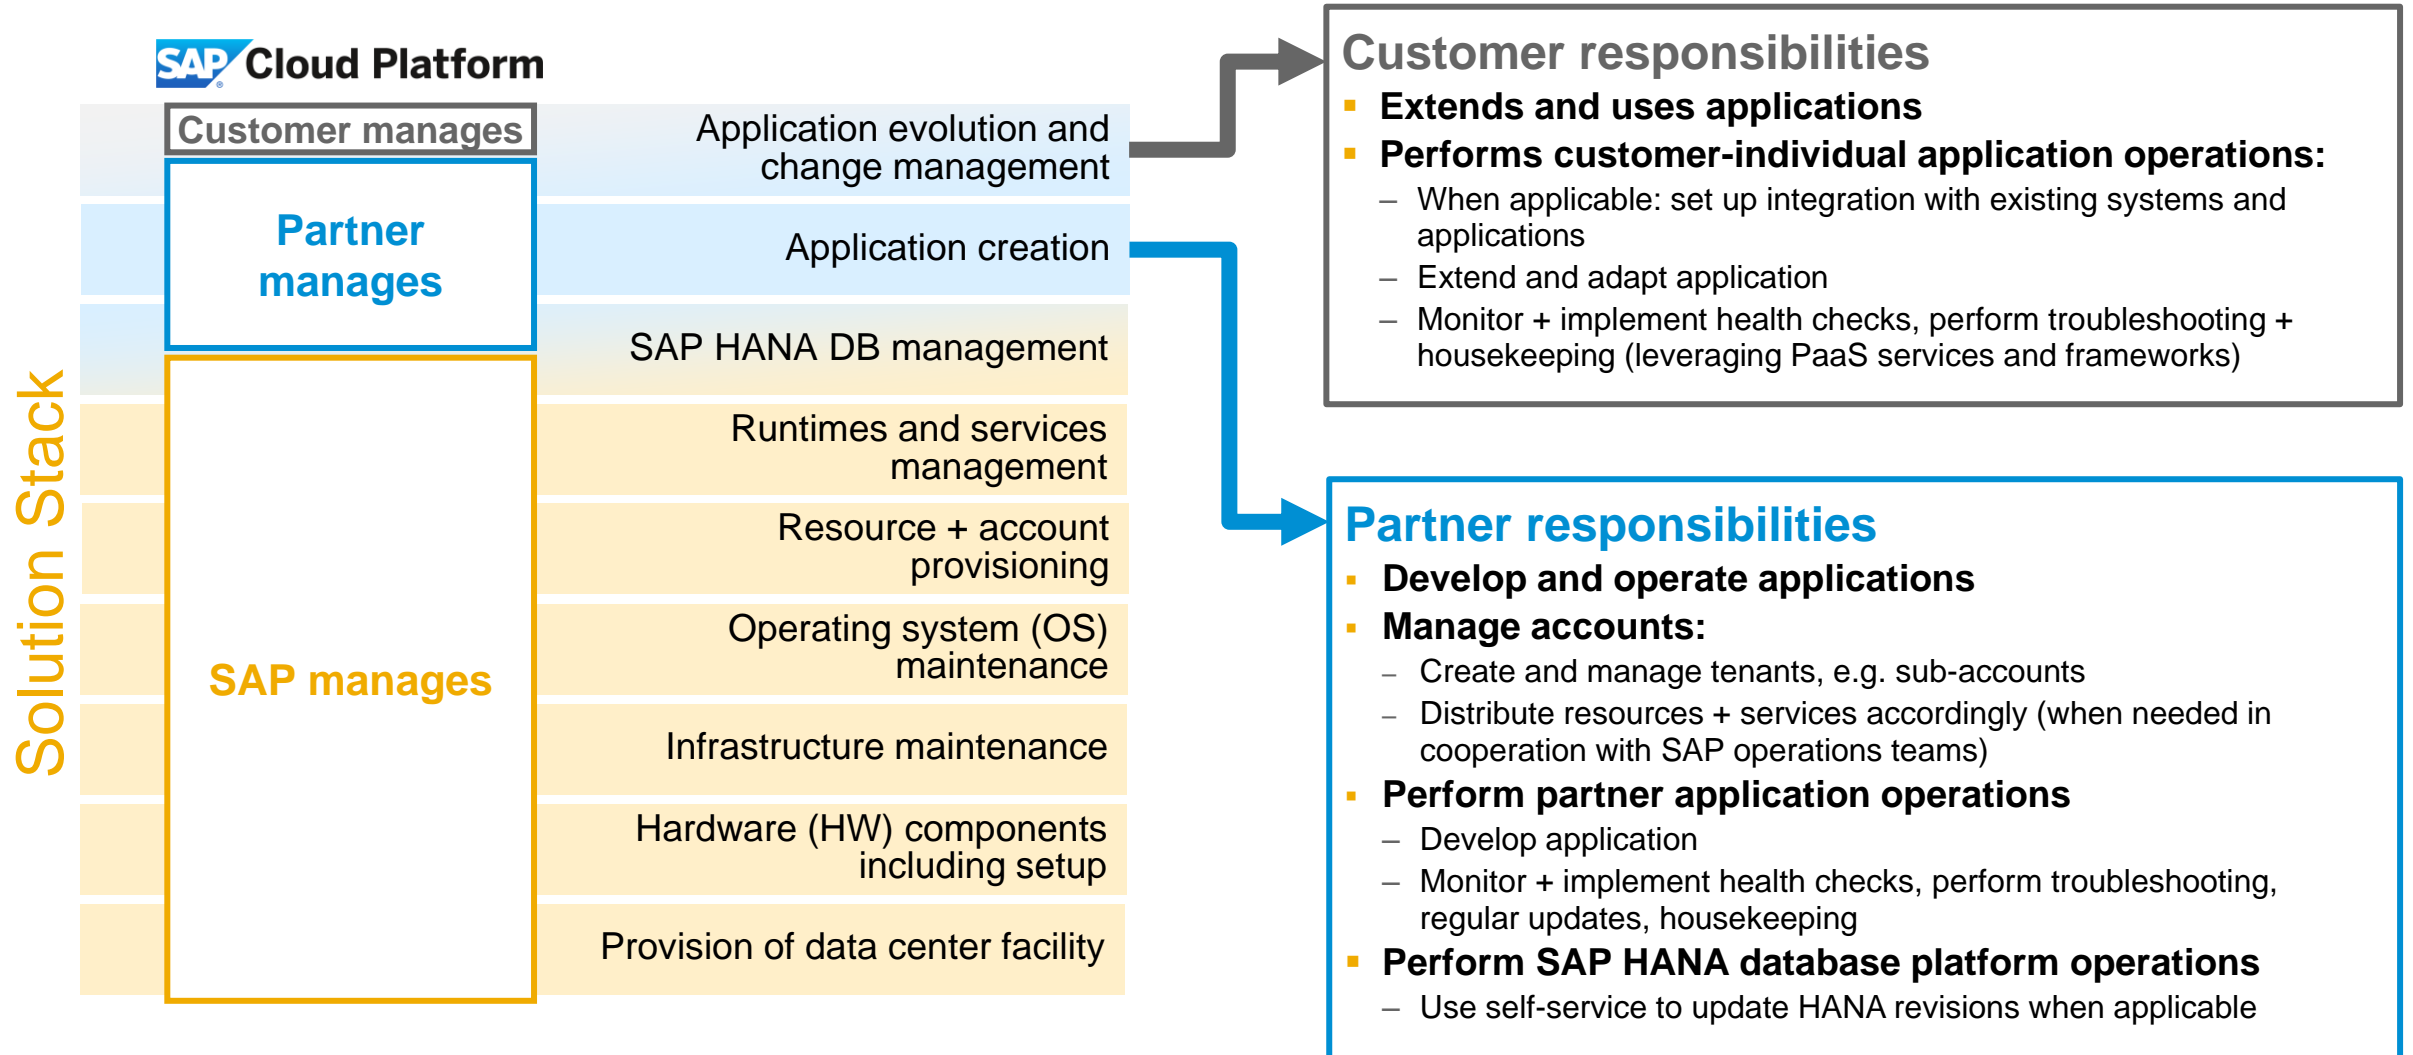 SAP Cloud Platform
Solution Stack
Customer manages
Partner
manages
SAP manages
Application evolution and
change management
Application creation
SAP HANA DB management
Runtimes and services
management
Resource + account
provisioning
Operating system (OS)
maintenance
Infrastructure maintenance
Hardware (HW) components
including setup
Provision of data center facility
Customer responsibilities
▪ Extends and uses applications
▪ Performs customer-individual application operations:
– When applicable: set up integration with existing systems and
applications
– Extend and adapt application
– Monitor + implement health checks, perform troubleshooting +
housekeeping (leveraging PaaS services and frameworks)
Partner responsibilities
▪ Develop and operate applications
▪ Manage accounts:
– Create and manage tenants, e.g. sub-accounts
– Distribute resources + services accordingly (when needed in
cooperation with SAP operations teams)
▪ Perform partner application operations
– Develop application
– Monitor + implement health checks, perform troubleshooting,
regular updates, housekeeping
▪ Perform SAP HANA database platform operations
– Use self-service to update HANA revisions when applicable